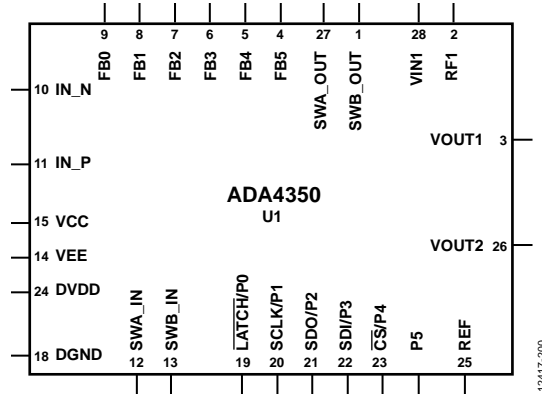 9 8 7 6 5 4 27 1 28 2
FB0 FB1 FB2 FB3 FB4 FB5 SWA_OUT SWB_OUT VIN1 RF1
10 IN_N
VOUT1 3
11 IN_P
ADA4350
U1
15 VCC
VOUT2 26
14 VEE
24 DVDD
SWA_IN SWB_IN LATCH/P0 SCLK/P1 SDO/P2 SDI/P3 CS/P4 P5 REF
18 DGND
12 13 19 20 21 22 23 25
12417-200